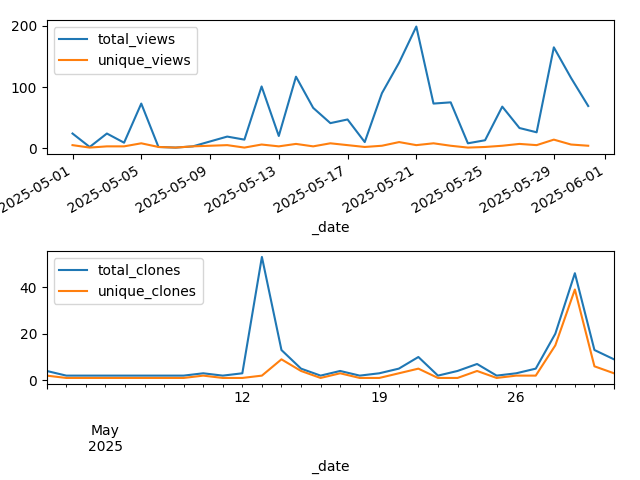 200
100
0
total_views
unique_views
2025-05-01
2025-05-05
2025-05-09
2025-05-13
2025-05-17
2025-05-21
2025-05-25
2025-05-29
2025-06-01
_date
40
20
0
total_clones
unique_clones
12
19
26
May
2025
_date